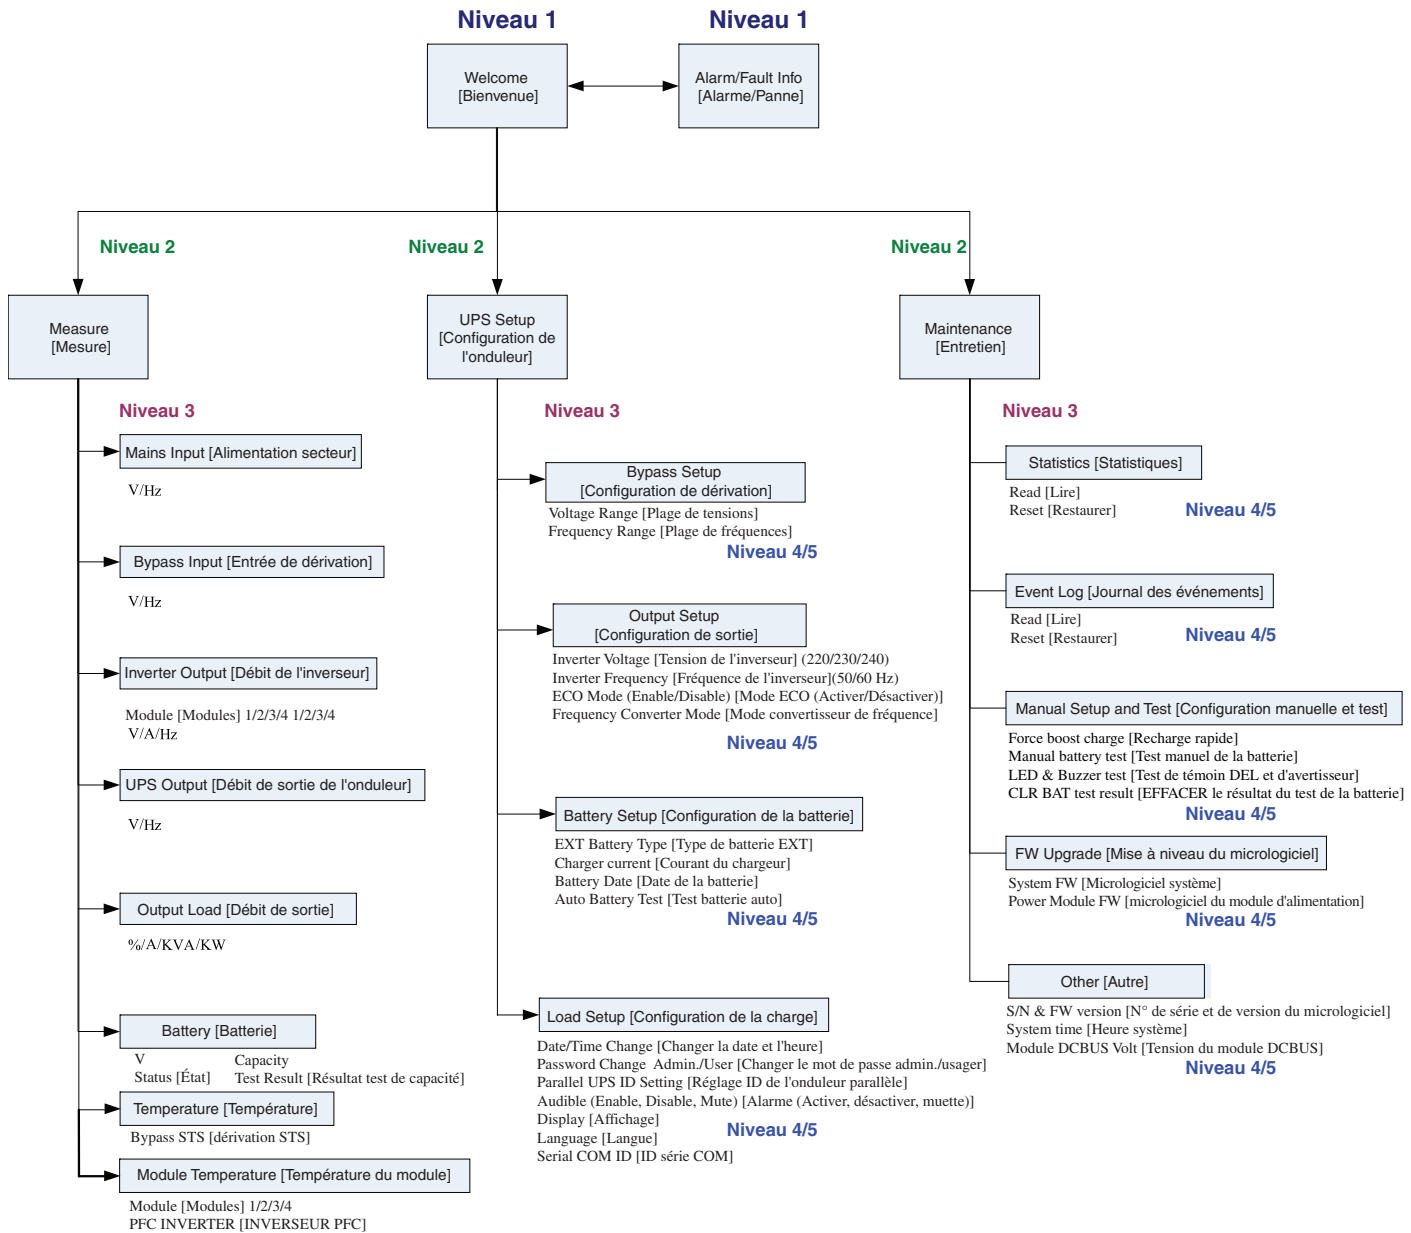 Niveau 1
Niveau 1
Welcome
[Bienvenue]
Alarm/Fault Info
[Alarme/Panne]
Niveau 2
Niveau 2
Niveau 2
Measure
[Mesure]
UPS Setup
[Configuration de
l'onduleur]
Maintenance
[Entretien]
Niveau 3
Mains Input [Alimentation secteur]
V/Hz
Bypass Input [Entrée de dérivation]
V/Hz
Inverter Output [Débit de l'inverseur]
Module [Modules] 1/2/3/4 1/2/3/4
V/A/Hz
UPS Output [Débit de sortie de l'onduleur]
V/Hz
Output Load [Débit de sortie]
%/A/KVA/KW
Battery [Batterie]
V Capacity
Status [État] Test Result [Résultat test de capacité]
Temperature [Température]
Bypass STS [dérivation STS]
Module Temperature [Température du module]
Module [Modules] 1/2/3/4
PFC INVERTER [INVERSEUR PFC]
Niveau 3
Bypass Setup
[Configuration de dérivation]
Voltage Range [Plage de tensions]
Frequency Range [Plage de fréquences]
Niveau 4/5
Output Setup
[Configuration de sortie]
Inverter Voltage [Tension de l'inverseur] (220/230/240)
Inverter Frequency [Fréquence de l'inverseur](50/60 Hz)
ECO Mode (Enable/Disable) [Mode ECO (Activer/Désactiver)]
Frequency Converter Mode [Mode convertisseur de fréquence]
Niveau 4/5
Battery Setup [Configuration de la batterie]
EXT Battery Type [Type de batterie EXT]
Charger current [Courant du chargeur]
Battery Date [Date de la batterie]
Auto Battery Test [Test batterie auto]
Niveau 4/5
Load Setup [Configuration de la charge]
Date/Time Change [Changer la date et l'heure]
Password Change Admin./User [Changer le mot de passe admin./usager]
Parallel UPS ID Setting [Réglage ID de l'onduleur parallèle]
Audible (Enable, Disable, Mute) [Alarme (Activer, désactiver, muette)]
Display [Affichage]
Niveau 4/5
Language [Langue]
Serial COM ID [ID série COM]
Niveau 3
Statistics [Statistiques]
Read [Lire]
Reset [Restaurer]
Niveau 4/5
Event Log [Journal des événements]
Read [Lire]
Reset [Restaurer]
Niveau 4/5
Manual Setup and Test [Configuration manuelle et test]
Force boost charge [Recharge rapide]
Manual battery test [Test manuel de la batterie]
LED & Buzzer test [Test de témoin DEL et d'avertisseur]
CLR BAT test result [EFFACER le résultat du test de la batterie]
Niveau 4/5
FW Upgrade [Mise à niveau du micrologiciel]
System FW [Micrologiciel système]
Power Module FW [micrologiciel du module d'alimentation]
Niveau 4/5
Other [Autre]
S/N & FW version [N° de série et de version du micrologiciel]
System time [Heure système]
Module DCBUS Volt [Tension du module DCBUS]
Niveau 4/5